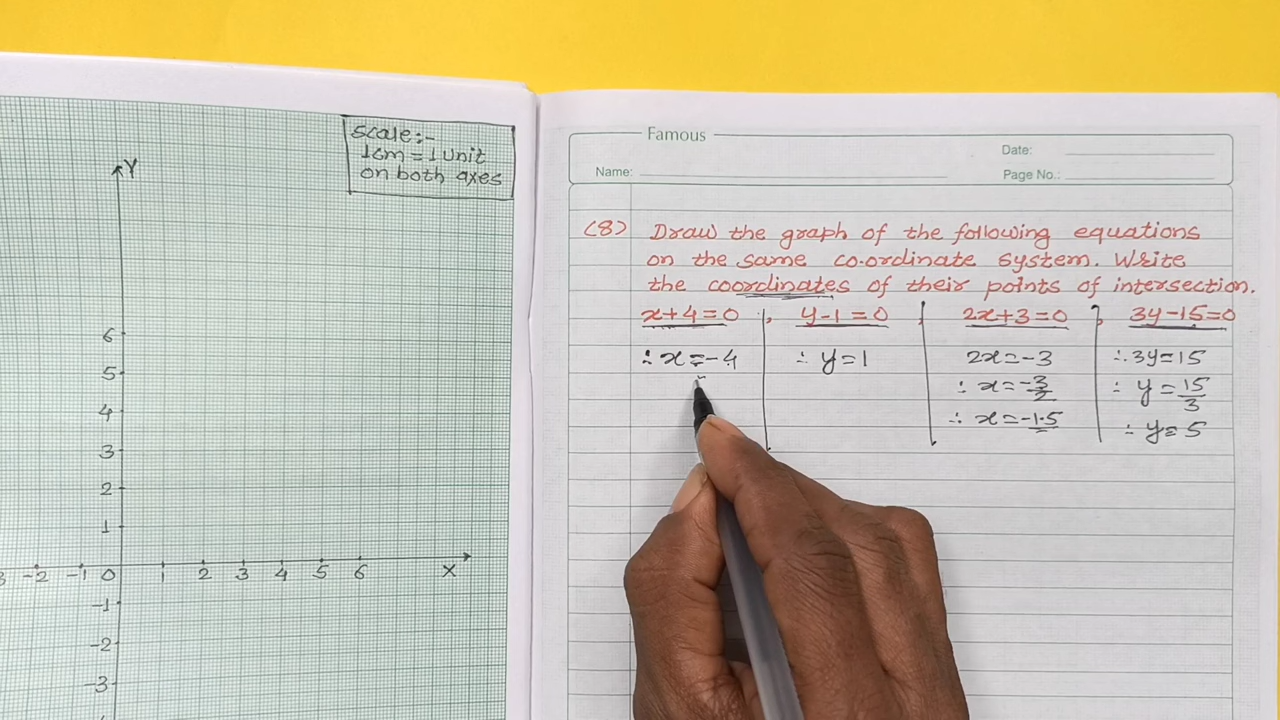 Scale:-
1cm = 1 unit
on both axes
Y
6
5
4
3
2
1
-2 -1 0 1 2 3 4 5 6 X
-1
-2
-3
Famous
Date:
Name:
Page No.:
(8) Draw the graph of the following equations
on the same co-ordinate system. Write
the coordinates of their points of intersection.
x+4=0, y-1=0, 2x+3=0, 3y-15=0
∴ x=-4 ∴ y=1 2x=-3 ∴ 3y=15
∴ x=-3/2 ∴ y=15/3
∴ x=-1.5 ∴ y=5